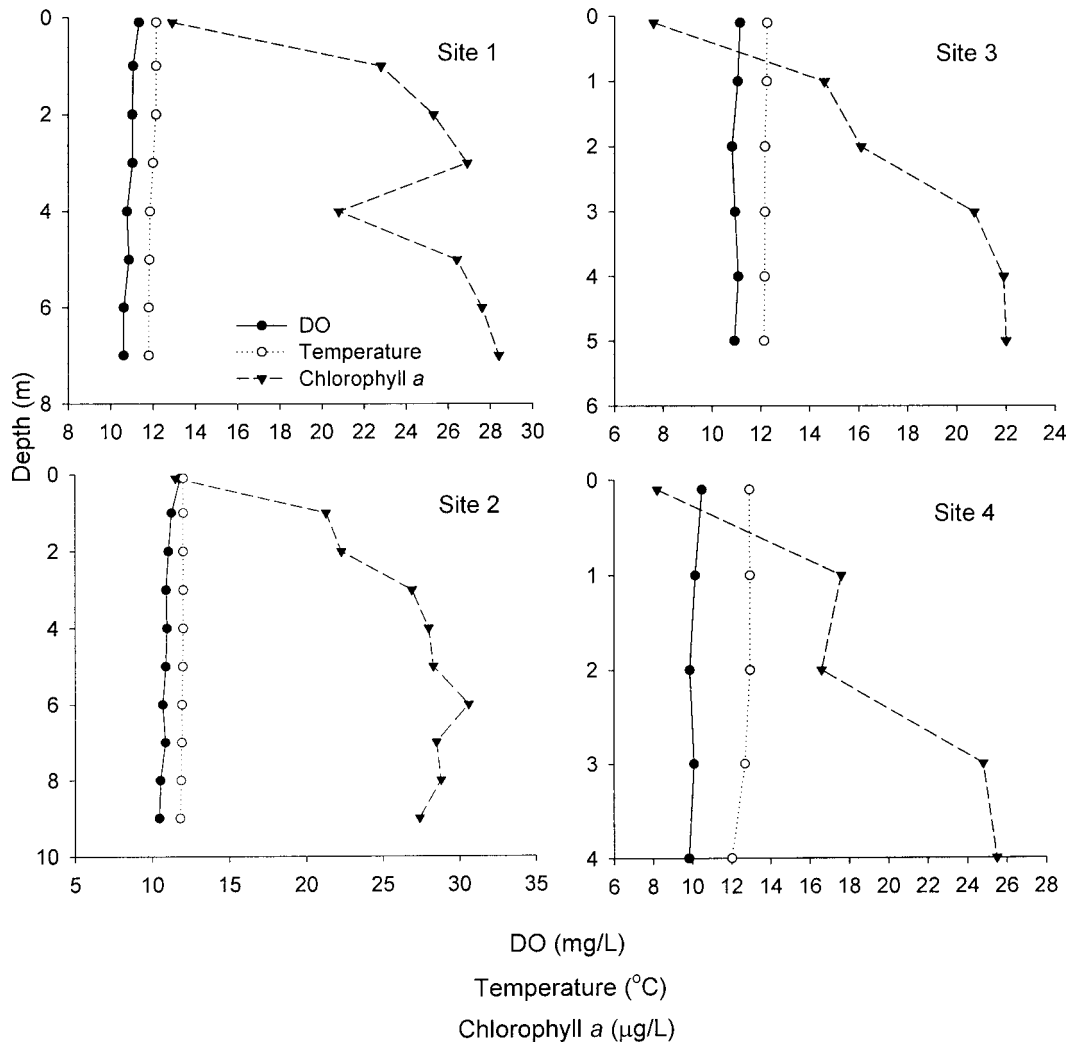 Site 1
0
2
4
6
8
8 10 12 14 16 18 20 22 24 26 28 30
DO
Temperature
Chlorophyll a
Site 3
0
1
2
3
4
5
6
6 8 10 12 14 16 18 20 22 24
Depth (m)
Site 2
0
2
4
6
8
10
5 10 15 20 25 30 35
Site 4
0
1
2
3
4
6 8 10 12 14 16 18 20 22 24 26 28
DO (mg/L)
Temperature (°C)
Chlorophyll a (μg/L)